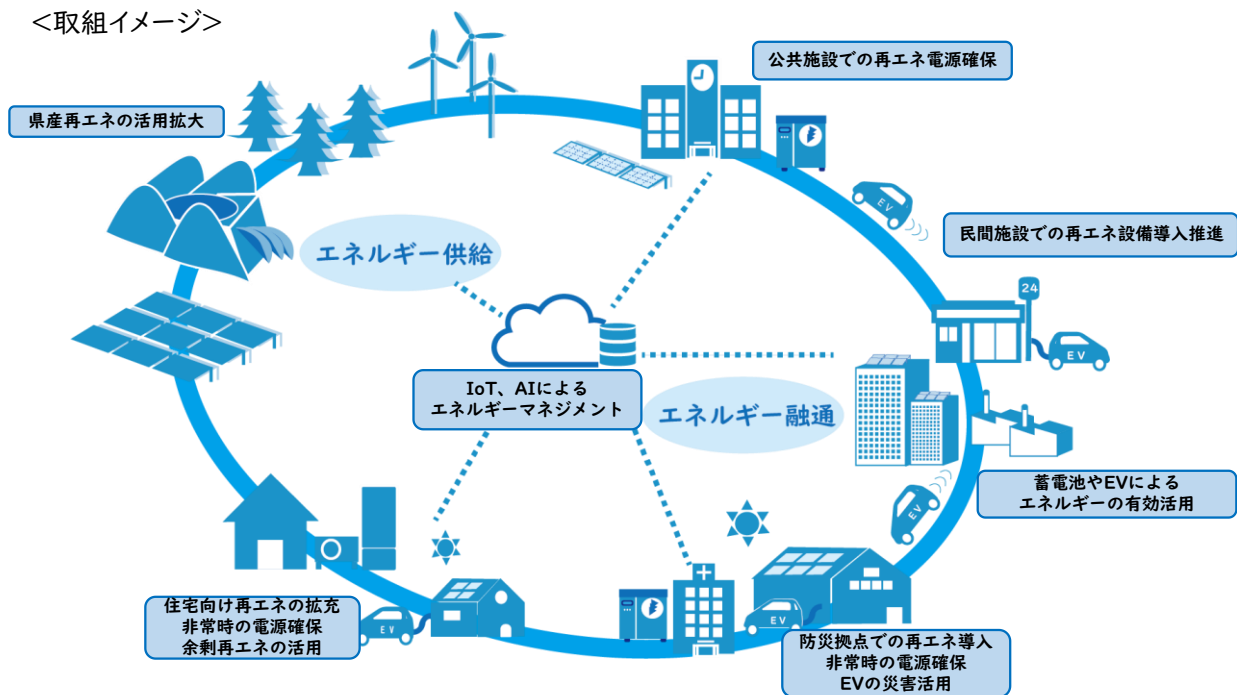 ＜取組イメージ＞
公共施設での再エネ電源確保
県産再エネの活用拡大
EV
民間施設での再エネ設備導入推進
エネルギー供給
24
EV
IoT、AIによる
エネルギーマネジメント
エネルギー融通
蓄電池やEVによる
エネルギーの有効活用
EV
住宅向け再エネの拡充
非常時の電源確保
余剰再エネの活用
EV
EV
防災拠点での再エネ導入
非常時の電源確保
EVの災害活用